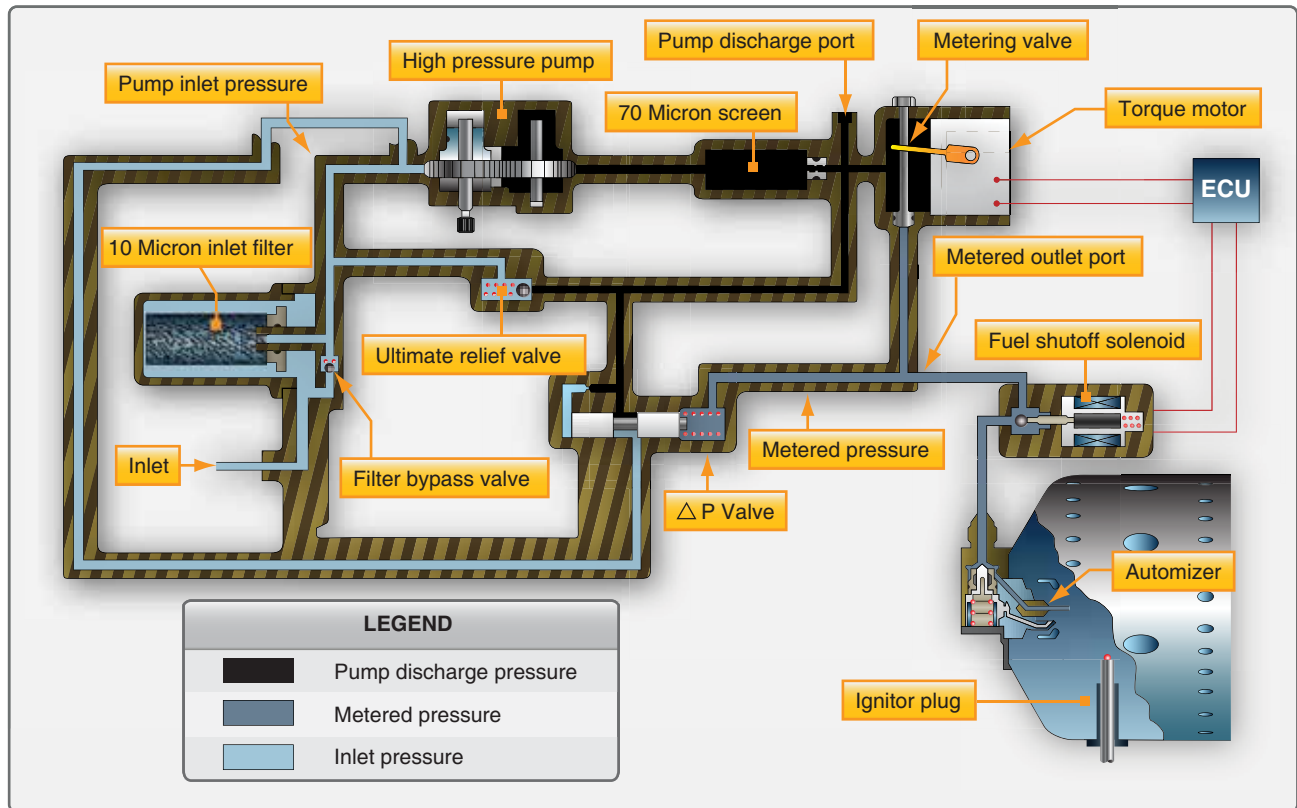 Pump discharge port
Metering valve
High pressure pump
Pump inlet pressure
70 Micron screen
Torque motor
ECU
10 Micron inlet filter
Metered outlet port
Ultimate relief valve
Fuel shutoff solenoid
Inlet
Filter bypass valve
Metered pressure
△ P Valve
Automizer
LEGEND
Pump discharge pressure
Metered pressure
Inlet pressure
Ignitor plug